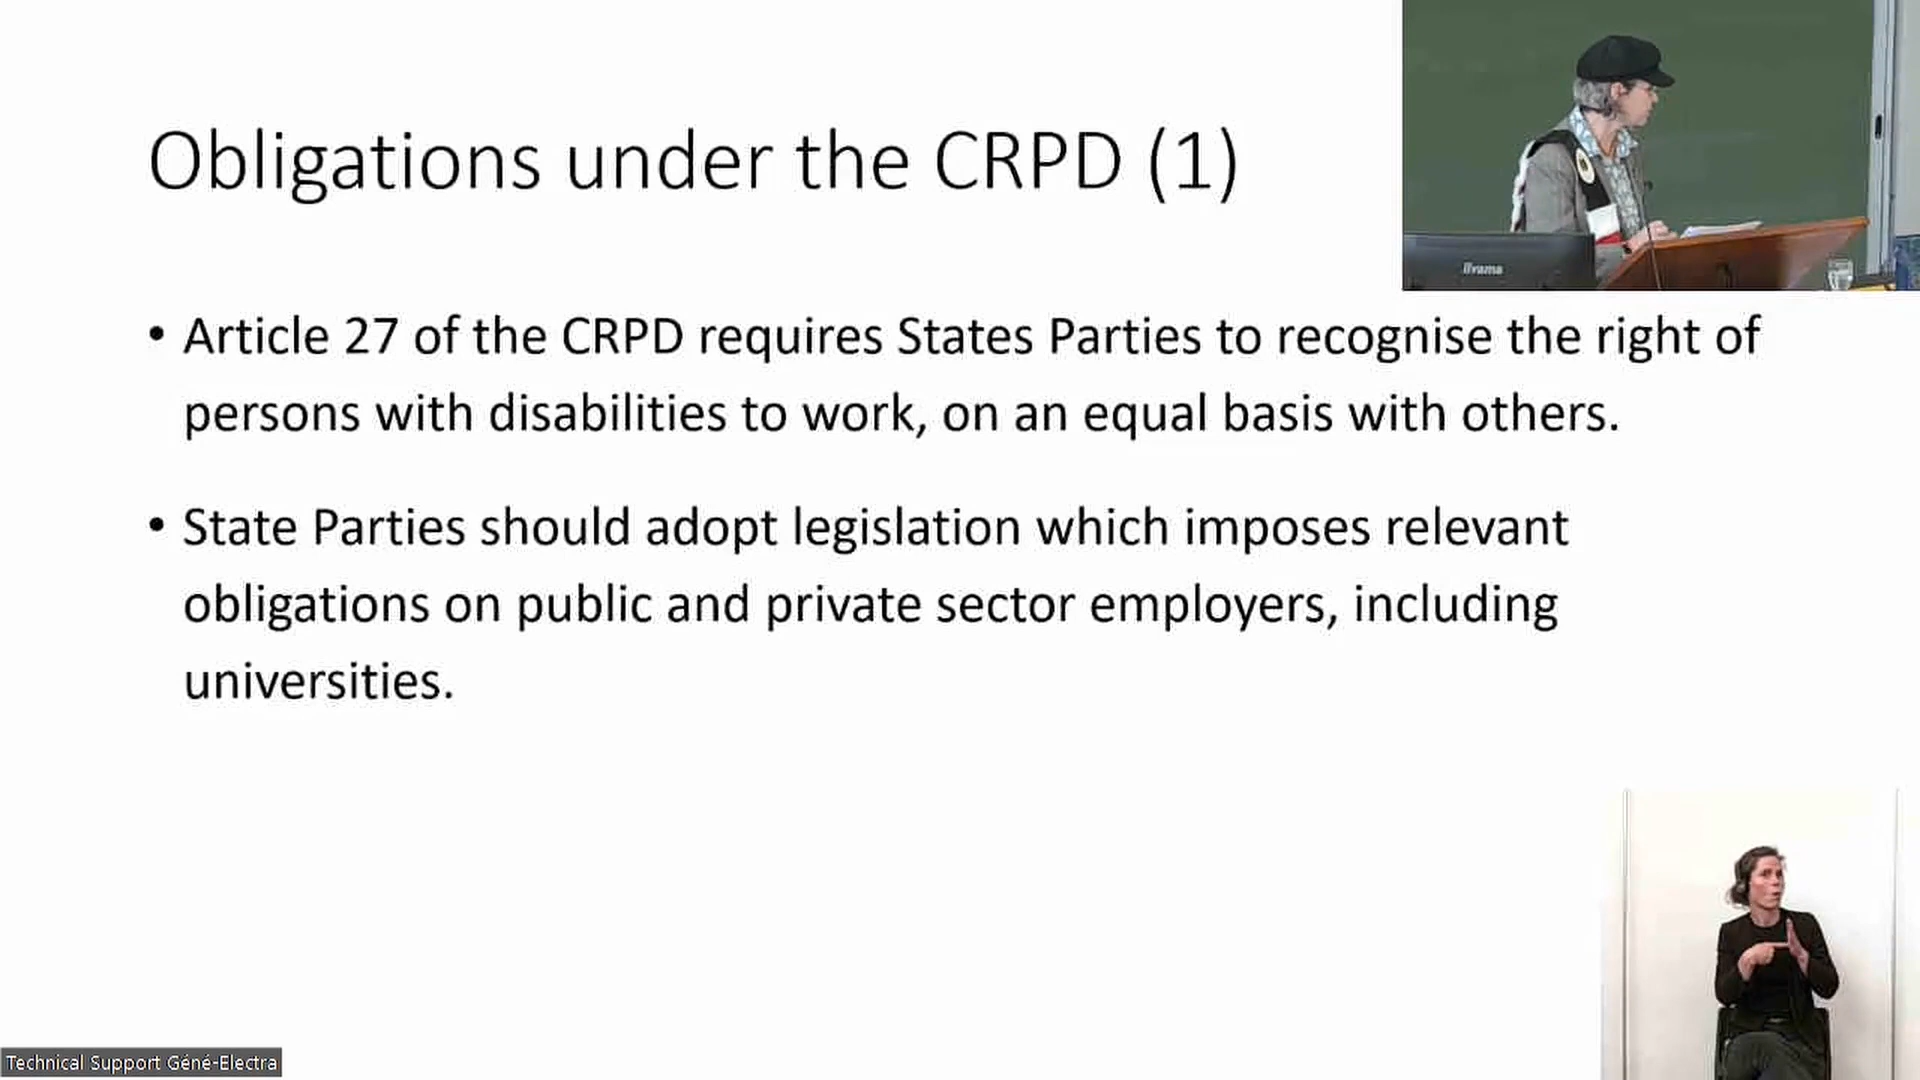 Obligations under the CRPD (1)
• Article 27 of the CRPD requires States Parties to recognise the right of
persons with disabilities to work, on an equal basis with others.
• State Parties should adopt legislation which imposes relevant
obligations on public and private sector employers, including
universities.
iiyama
Technical Support Géné-Electra